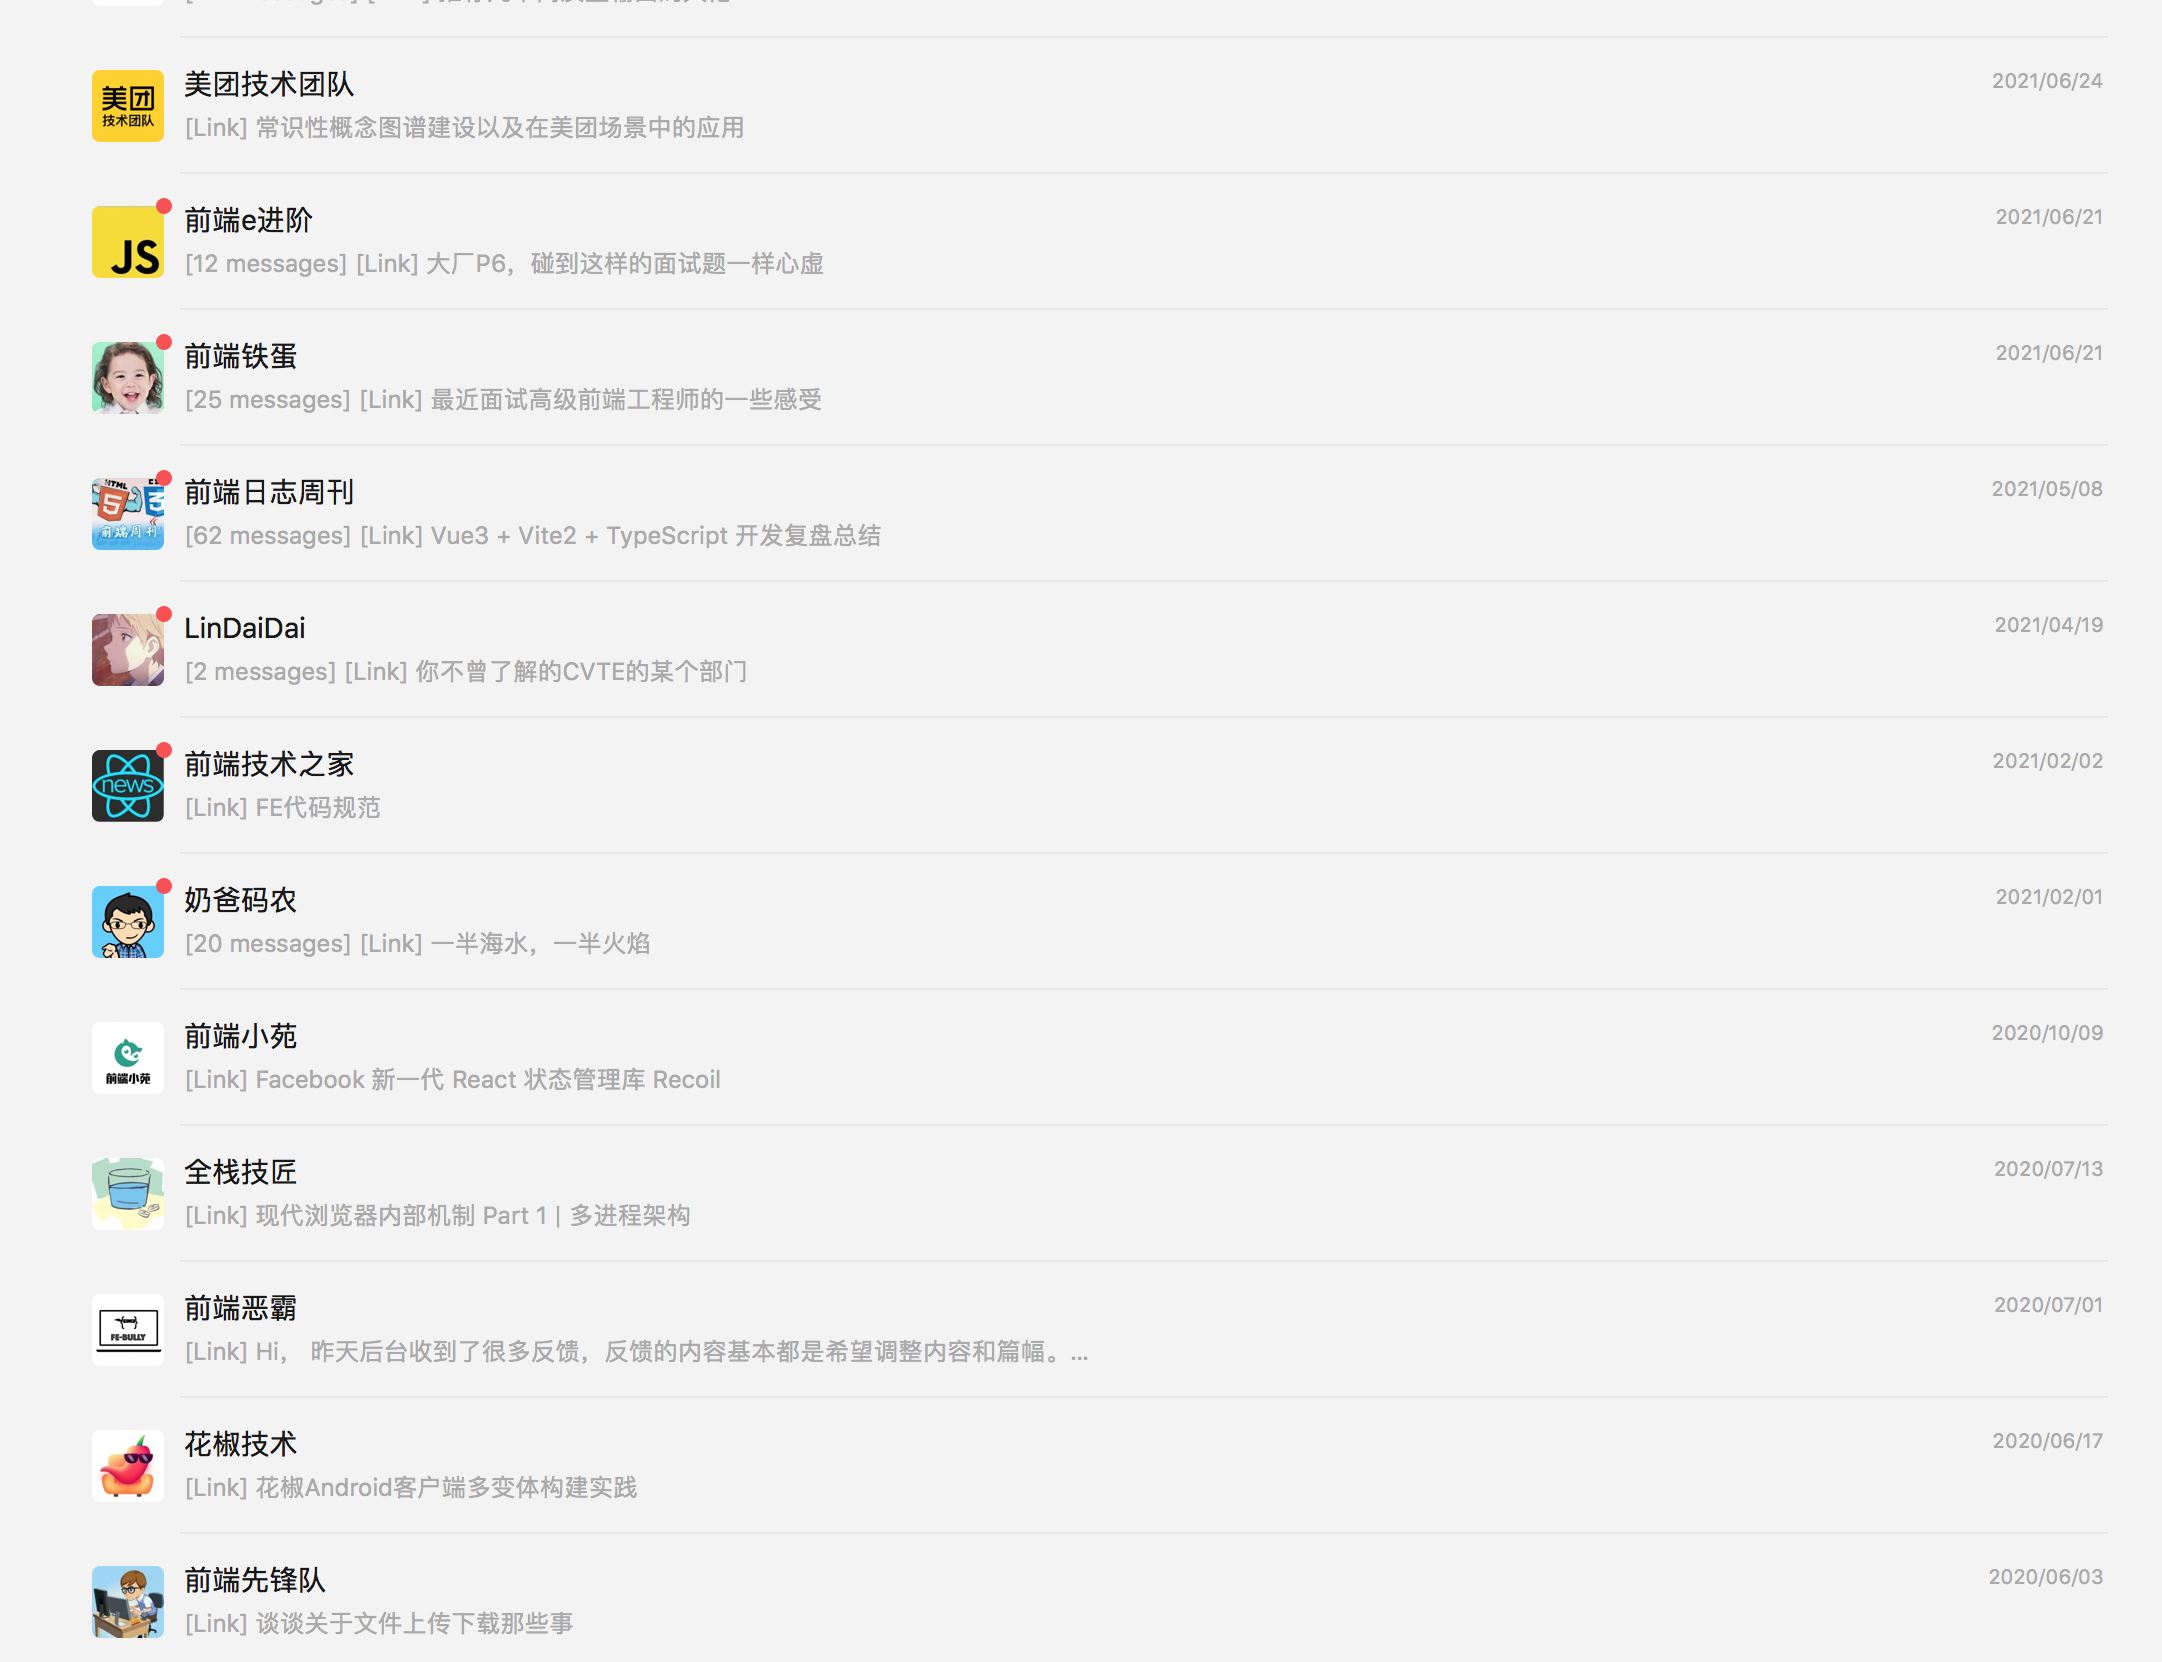 美团
技术团队
美团技术团队
2021/06/24
[Link] 常识性概念图谱建设以及在美团场景中的应用
JS
前端e进阶
2021/06/21
[12 messages] [Link] 大厂P6，碰到这样的面试题一样心虚
前端铁蛋
2021/06/21
[25 messages] [Link] 最近面试高级前端工程师的一些感受
HTML
5
3
前端周刊
前端日志周刊
2021/05/08
[62 messages] [Link] Vue3 + Vite2 + TypeScript 开发复盘总结
LinDaiDai
2021/04/19
[2 messages] [Link] 你不曾了解的CVTE的某个部门
news
前端技术之家
2021/02/02
[Link] FE代码规范
奶爸码农
2021/02/01
[20 messages] [Link] 一半海水，一半火焰
前端小苑
前端小苑
2020/10/09
[Link] Facebook 新一代 React 状态管理库 Recoil
全栈技匠
2020/07/13
[Link] 现代浏览器内部机制 Part 1 | 多进程架构
FE-BULLY
前端恶霸
2020/07/01
[Link] Hi， 昨天后台收到了很多反馈，反馈的内容基本都是希望调整内容和篇幅。...
花椒技术
2020/06/17
[Link] 花椒Android客户端多变体构建实践
前端先锋队
2020/06/03
[Link] 谈谈关于文件上传下载那些事